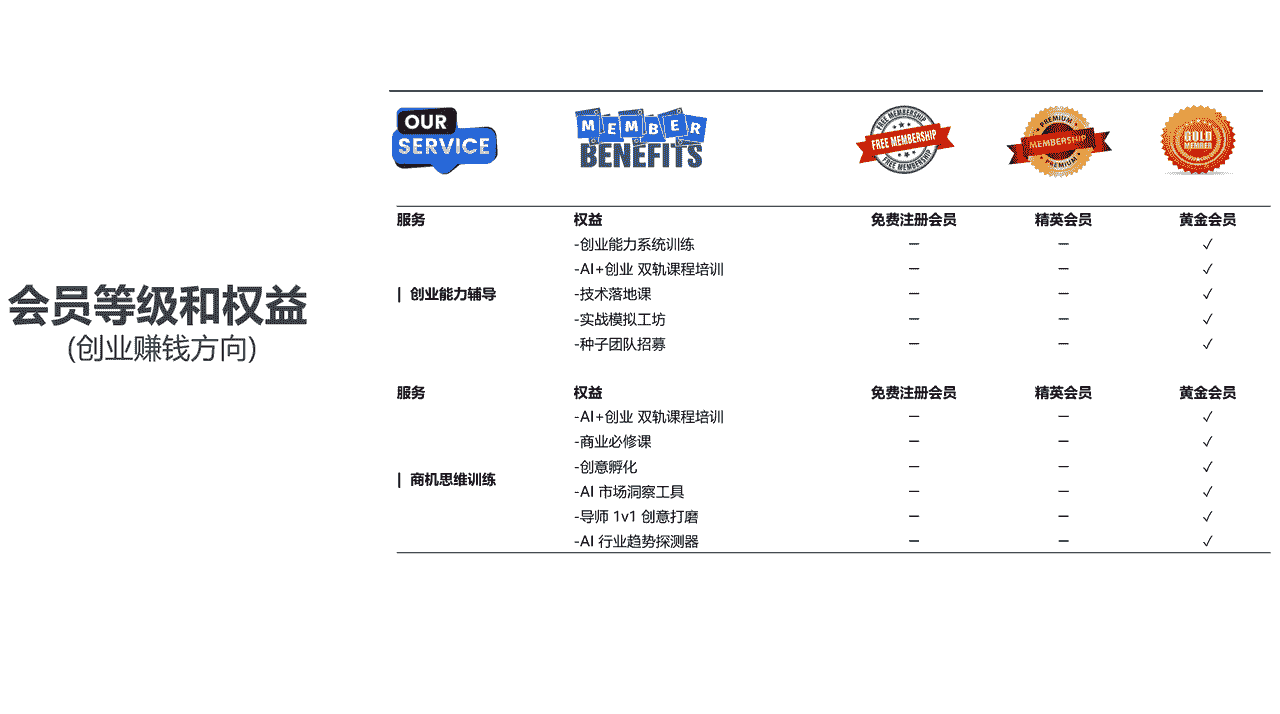 OUR
SERVICE
MEMBER
BENEFITS
FREE MEMBERSHIP
FREE MEMBERSHIP
FREE MEMBERSHIP
PREMIUM
MEMBERSHIP
PREMIUM
GOLD
MEMBER
会员等级和权益
(创业赚钱方向)
服务 权益 免费注册会员 精英会员 黄金会员
-创业能力系统训练 — — ✓
-AI+创业 双轨课程培训 — — ✓
| 创业能力辅导 -技术落地课 — — ✓
-实战模拟工坊 — — ✓
-种子团队招募 — — ✓
服务 权益 免费注册会员 精英会员 黄金会员
-AI+创业 双轨课程培训 — — ✓
-商业必修课 — — ✓
-创意孵化 — — ✓
| 商机思维训练
-AI 市场洞察工具 — — ✓
-导师 1v1 创意打磨 — — ✓
-AI 行业趋势探测器 — — ✓